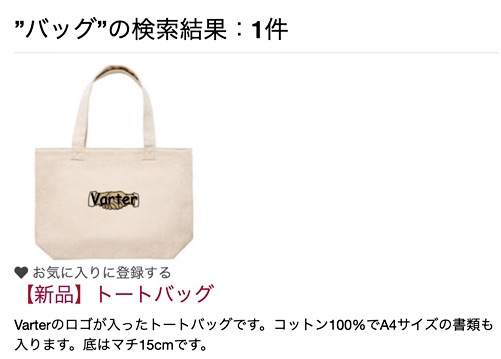 ”バッグ”の検索結果：1件
Varter
お気に入りに登録する
【新品】トートバッグ
Varterのロゴが入ったトートバッグです。コットン100％でA4サイズの書類も
入ります。底はマチ15cmです。